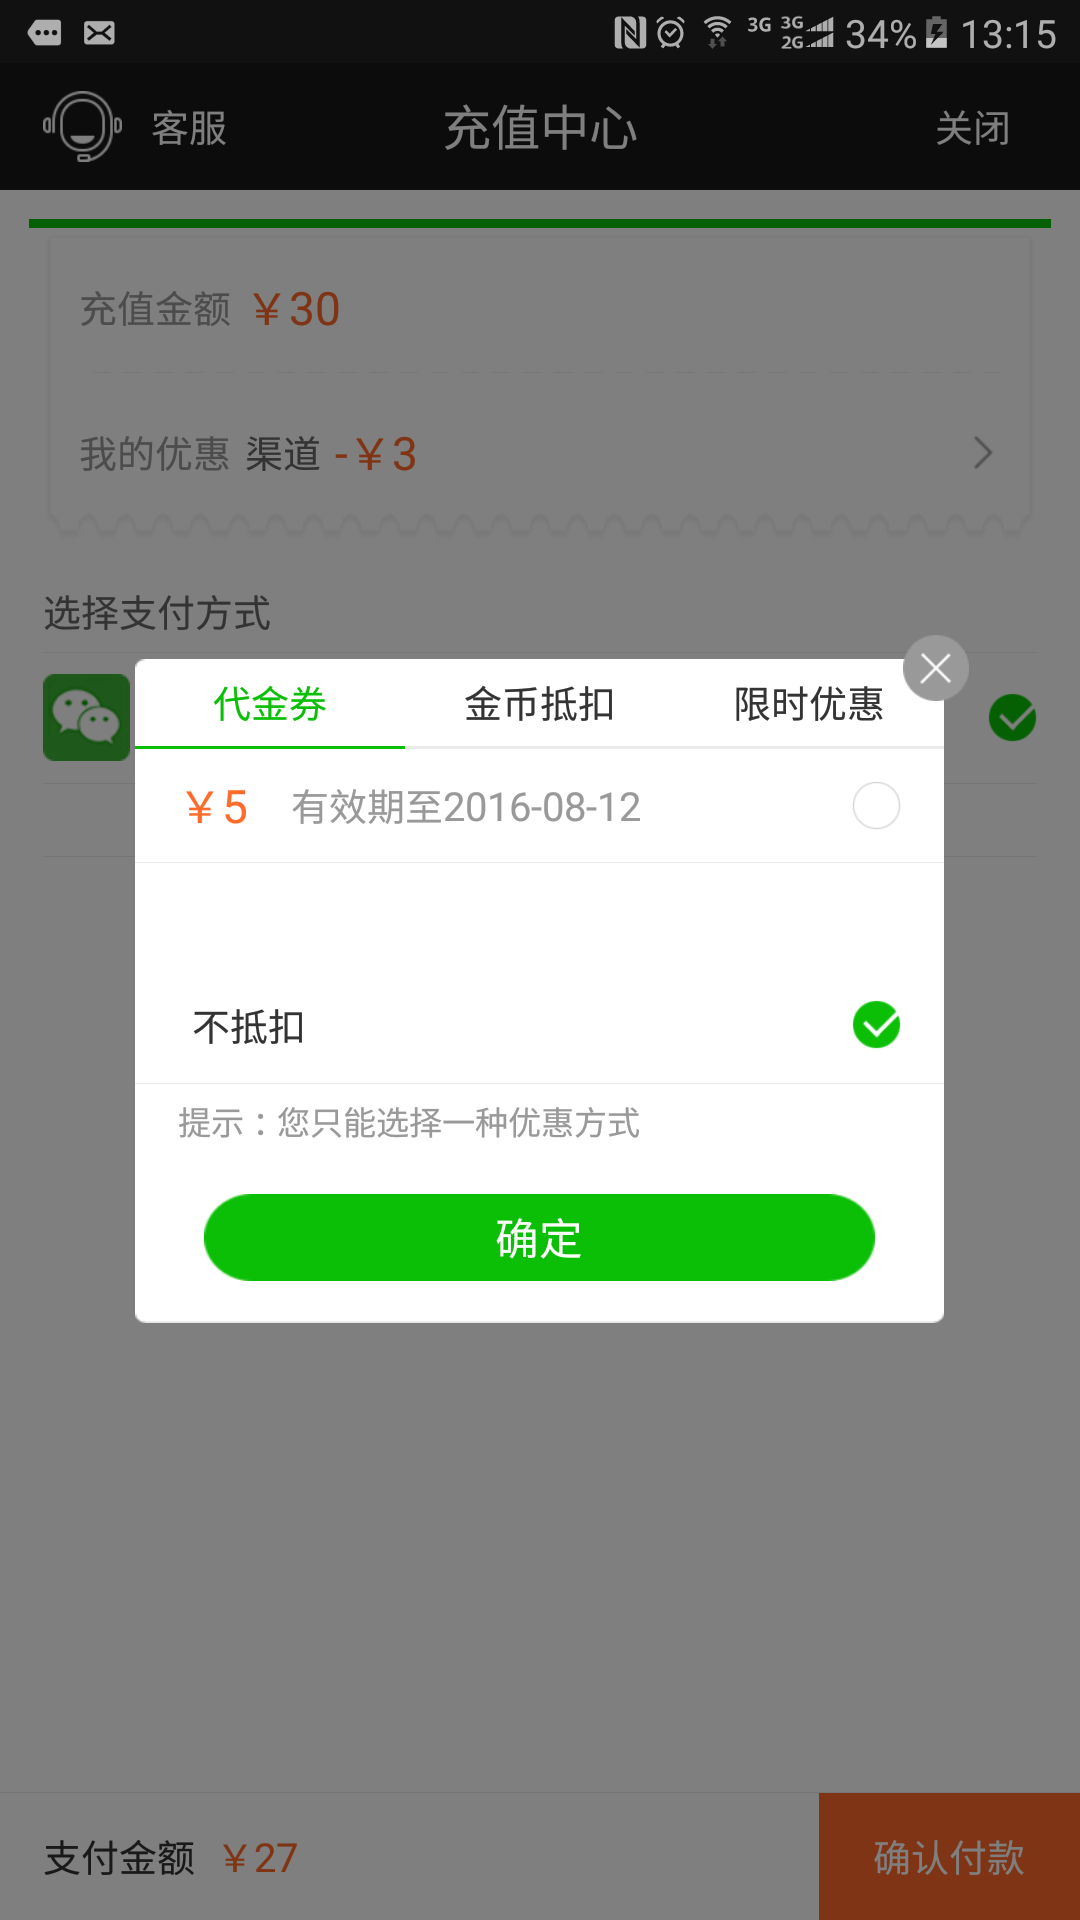 3G 3G 2G 34% 13:15
客服 充值中心 关闭
充值金额 ￥30
我的优惠 渠道 -￥3
选择支付方式
代金券 金币抵扣 限时优惠
￥5 有效期至2016-08-12
不抵扣
提示：您只能选择一种优惠方式
确定
支付金额 ￥27 确认付款